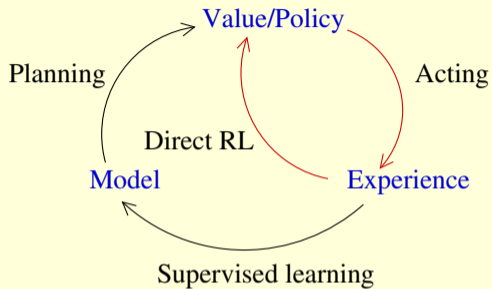 Value/Policy
Planning
Acting
Direct RL
Model
Experience
Supervised learning